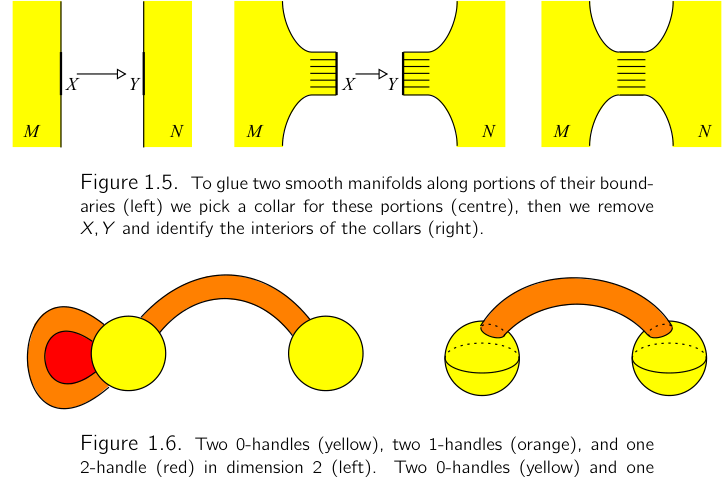 X Y X Y
M N M N M N
Figure 1.5. To glue two smooth manifolds along portions of their bound-
aries (left) we pick a collar for these portions (centre), then we remove
X, Y and identify the interiors of the collars (right).
Figure 1.6. Two 0-handles (yellow), two 1-handles (orange), and one
2-handle (red) in dimension 2 (left). Two 0-handles (yellow) and one